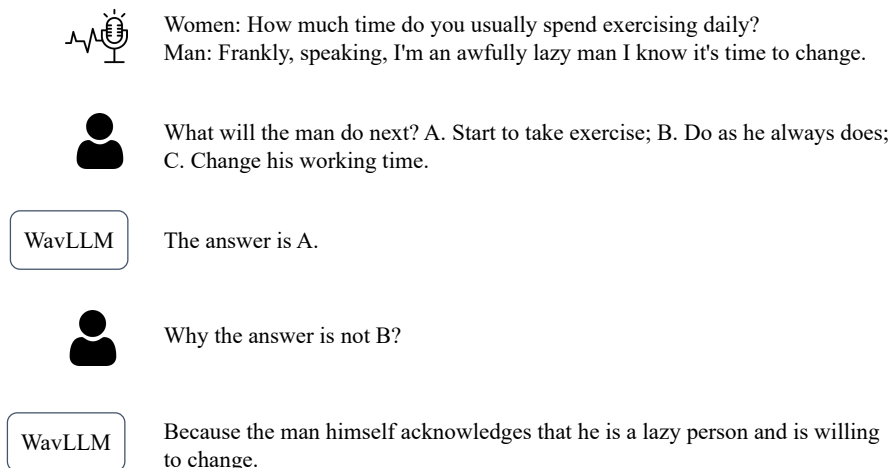 Women: How much time do you usually spend exercising daily?
Man: Frankly, speaking, I'm an awfully lazy man I know it's time to change.
What will the man do next? A. Start to take exercise; B. Do as he always does;
C. Change his working time.
WavLLM
The answer is A.
Why the answer is not B?
WavLLM
Because the man himself acknowledges that he is a lazy person and is willing
to change.